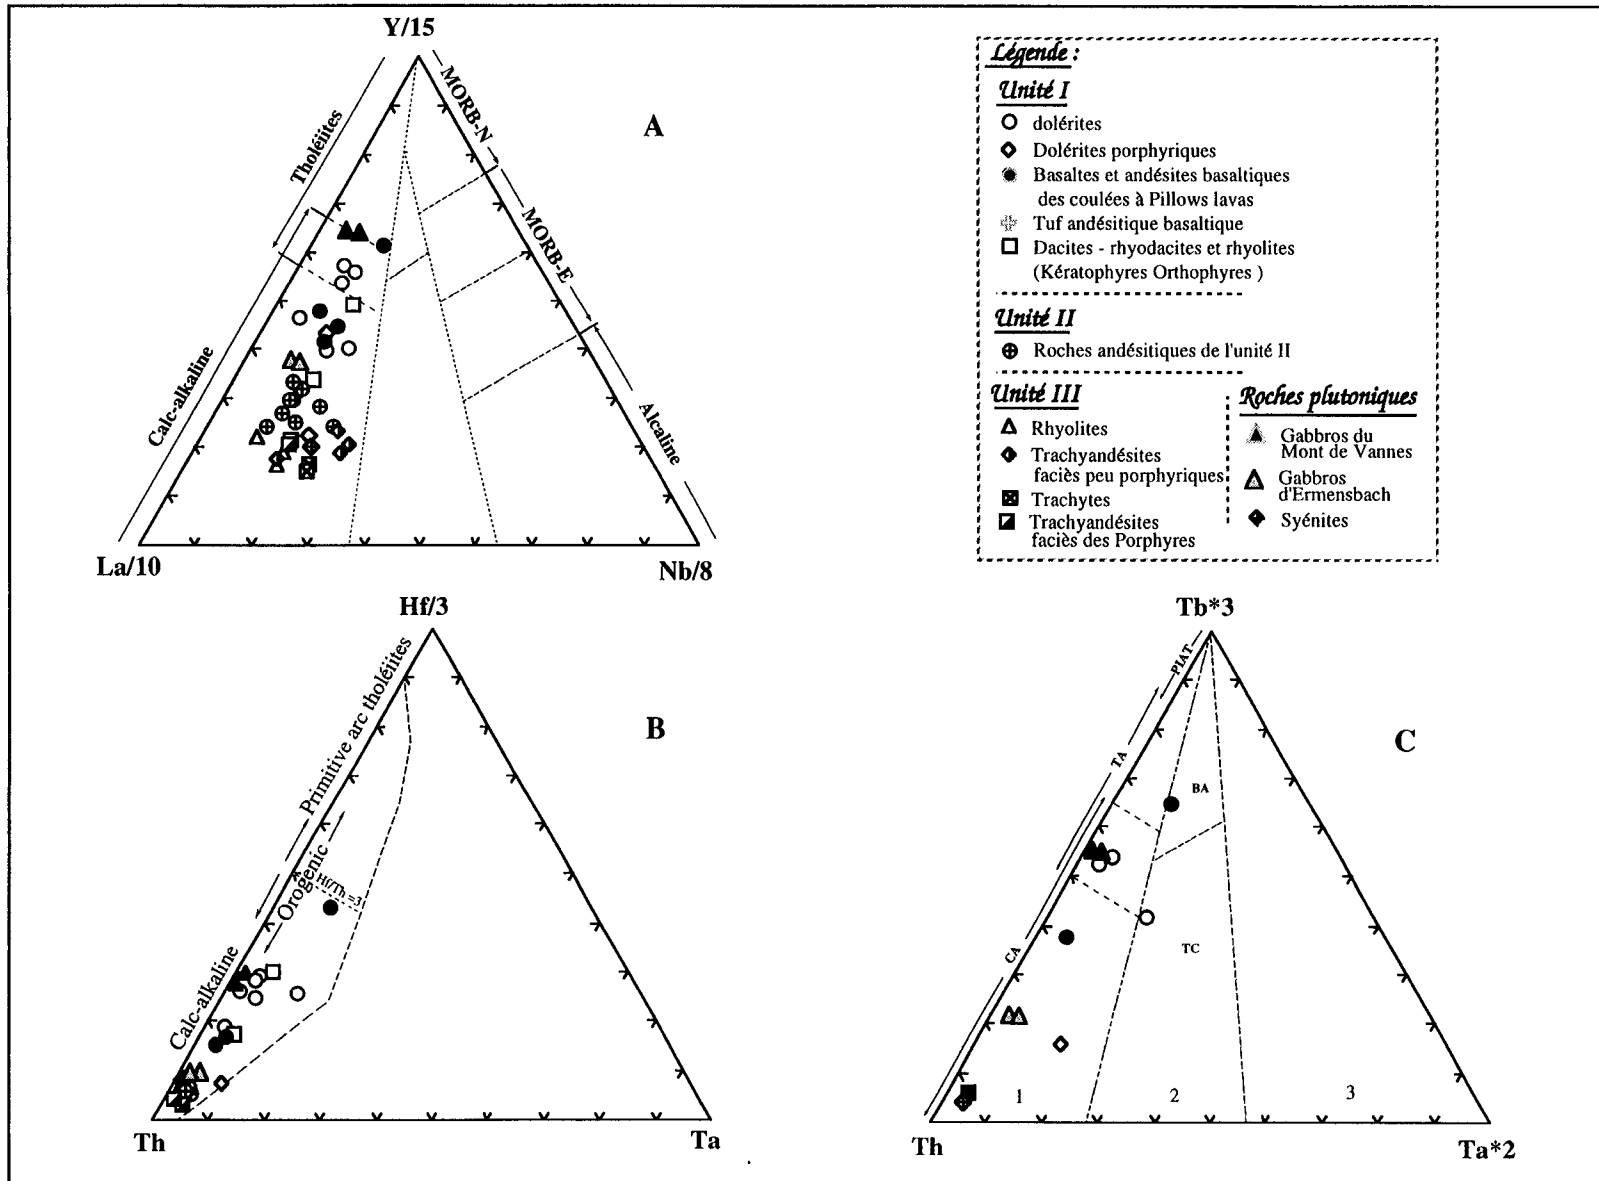 Y/15
MORB-N
A
Tholéiites
MORB-E
Calc-alkaline
Alcaline
La/10
Nb/8
Légende :
Unité I
dolérites
Dolérites porphyriques
Basaltes et andésites basaltiques
des coulées à Pillows lavas
Tuf andésitique basaltique
Dacites - rhyodacites et rhyolites
(Kératophyres Orthophyres )
Unité II
Roches andésitiques de l'unité II
Unité III
Rhyolites
Trachyandésites
faciès peu porphyriques
Trachytes
Trachyandésites
faciès des Porphyres
Roches plutoniques
Gabbros du
Mont de Vannes
Gabbros
d'Ermensbach
Syénites
Hf/3
Primitive arc tholéiites
B
Orogenic
Hf/Th =3
Calc-alkaline
Th
Ta
Tb*3
PIAT
C
TA
BA
CA
TC
1
2
3
Th
Ta*2